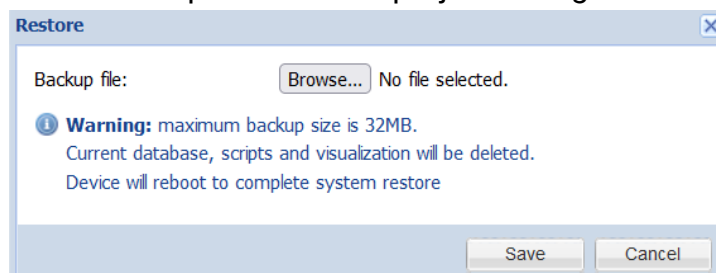 Restore
Backup file: Browse... No file selected.
Warning: maximum backup size is 32MB.
Current database, scripts and visualization will be deleted.
Device will reboot to complete system restore
Save Cancel